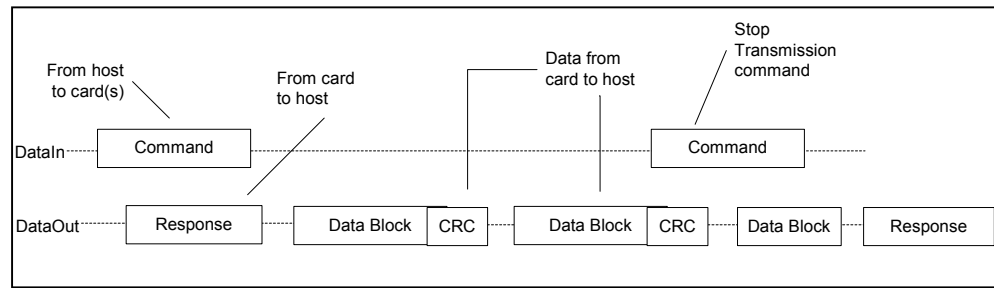 Stop
Transmission
command
From host
to card(s)
From card
to host
Data from
card to host
DataIn
Command
Command
DataOut
Response
Data Block
CRC
Data Block
CRC
Data Block
Response